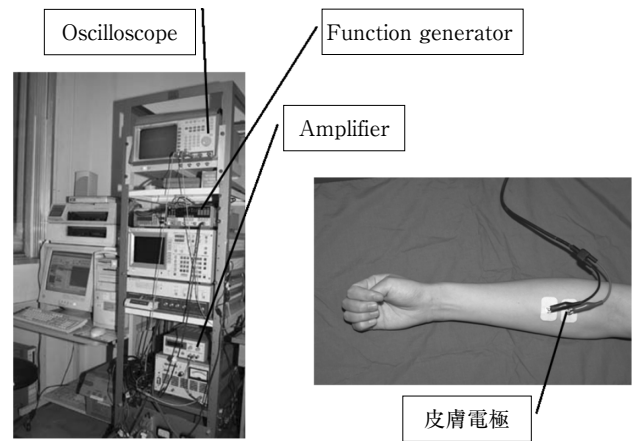 Oscilloscope
Function generator
Amplifier
皮膚電極